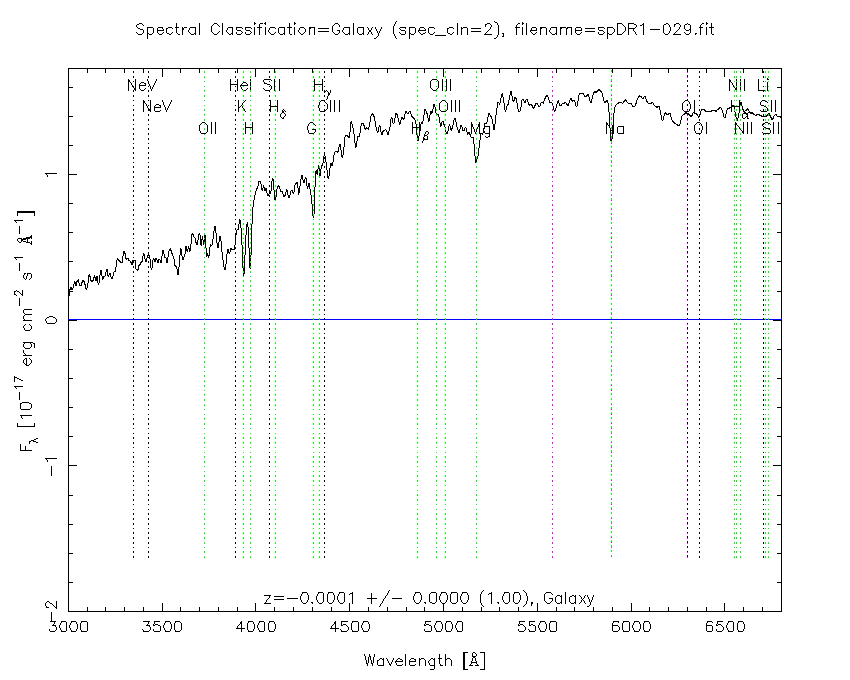 Spectral Classification=Galaxy (spec_cln=2), filename=spDR1-029.fit
NeV HeI SII Hγ OIII NII Li
NeV K Hδ OIII OIII OI Hα SII
OII H G Hβ Mg Na OI NII SII
1
0
−1
−2
Fλ [10−17 erg cm−2 s−1 Å−1]
z=−0.0001 +/− 0.0000 (1.00), Galaxy
3000 3500 4000 4500 5000 5500 6000 6500
Wavelength [Å]